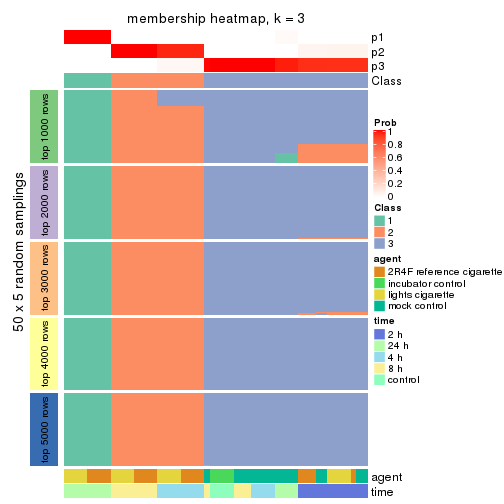 membership heatmap, k = 3
p1
p2
p3
Class
50 x 5 random samplings
top 1000 rows
top 2000 rows
top 3000 rows
top 4000 rows
top 5000 rows
agent
time
Prob
1
0.8
0.6
0.4
0.2
0
Class
1
2
3
agent
2R4F reference cigarette
incubator control
lights cigarette
mock control
time
2 h
24 h
4 h
8 h
control